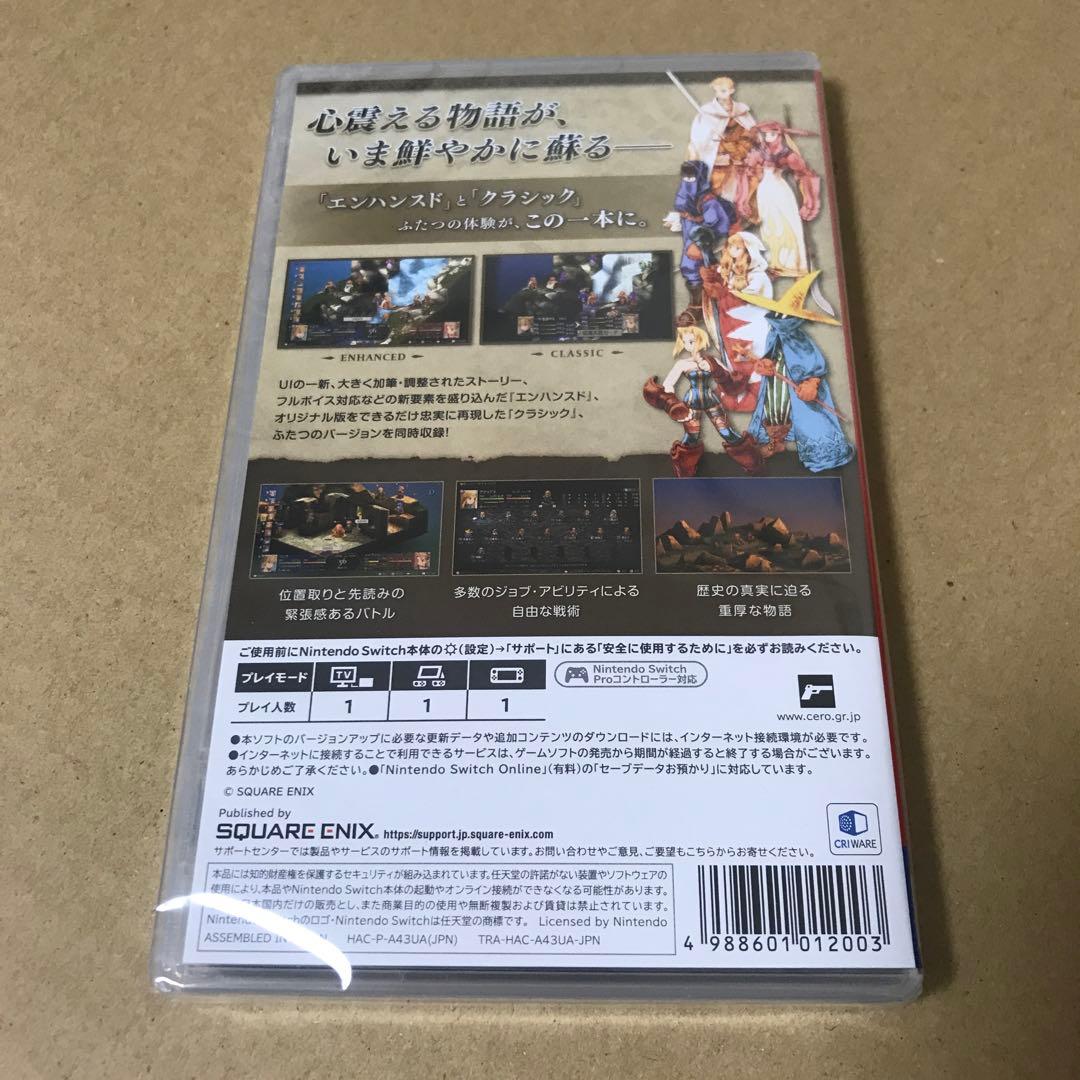 心震える物語が、
いま鮮やかに蘇る――
「エンハンスド」と「クラシック」
ふたつの体験が、この一本に。
ENHANCED
CLASSIC
UIの一新、大きく加筆・調整されたストーリー、
フルボイス対応などの新要素を盛り込んだ「エンハンスド」、
オリジナル版をできるだけ忠実に再現した「クラシック」、
ふたつのバージョンを同時収録!
位置取りと先読みの
緊張感あるバトル
多数のジョブ・アビリティによる
自由な戦術
歴史の真実に迫る
重厚な物語
ご使用前にNintendo Switch本体の(設定)→「サポート」にある「安全に使用するために」を必ずお読みください。
プレイモード TV
プレイ人数 1 1 1
Nintendo Switch
Proコントローラー対応
www.cero.gr.jp
●本ソフトのバージョンアップに必要な更新データや追加コンテンツのダウンロードには、インターネット接続環境が必要です。
●インターネットに接続することで利用できるサービスは、ゲームソフトの発売から期間が経過すると終了する場合がございます。
あらかじめご了承ください。●「Nintendo Switch Online」(有料)の「セーブデータお預かり」に対応しています。
© SQUARE ENIX
Published by
SQUARE ENIX® https://support.jp.square-enix.com
サポートセンターでは製品やサービスのサポート情報を掲載しています。お問い合わせやご意見、ご要望もこちらからお寄せください。
CRIWARE
本品には知的財産権を保護するセキュリティが組み込まれています。任天堂の許諾がない装置やソフトウェアの
使用により、本品やNintendo Switch本体の起動やオンライン接続ができなくなる可能性があります。
日本国内だけの販売とし、また商業目的の使用や無断複製および賃貸は禁止されています。
Nintendo Switchのロゴ・Nintendo Switchは任天堂の商標です。 Licensed by Nintendo
ASSEMBLED IN JAPAN HAC-P-A43UA(JPN) TRA-HAC-A43UA-JPN
4 988601 012003